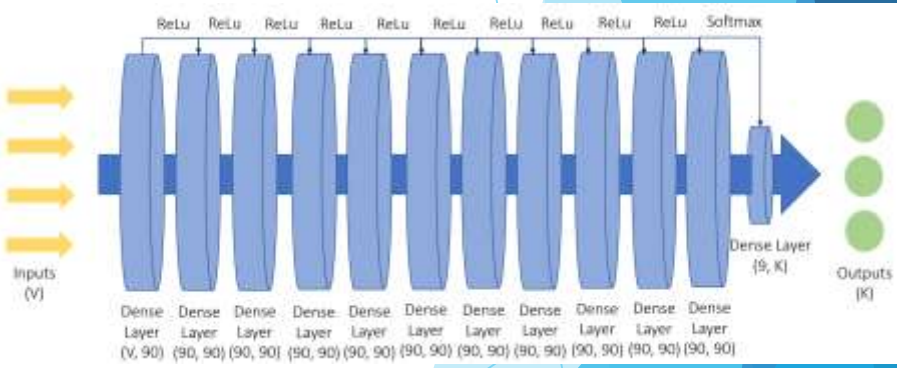 ReLu ReLu ReLu ReLu ReLu ReLu ReLu ReLu ReLu ReLu Softmax
Inputs
(V)
Dense Layer
(9, K)
Outputs
(K)
Dense Dense Dense Dense Dense Dense Dense Dense Dense Dense Dense
Layer Layer Layer Layer Layer Layer Layer Layer Layer Layer Layer
(V, 90) (90, 90) (90, 90) (90, 90) (90, 90) (90, 90) (90, 90) (90, 90) (90, 90) (90, 90) (90, 90)